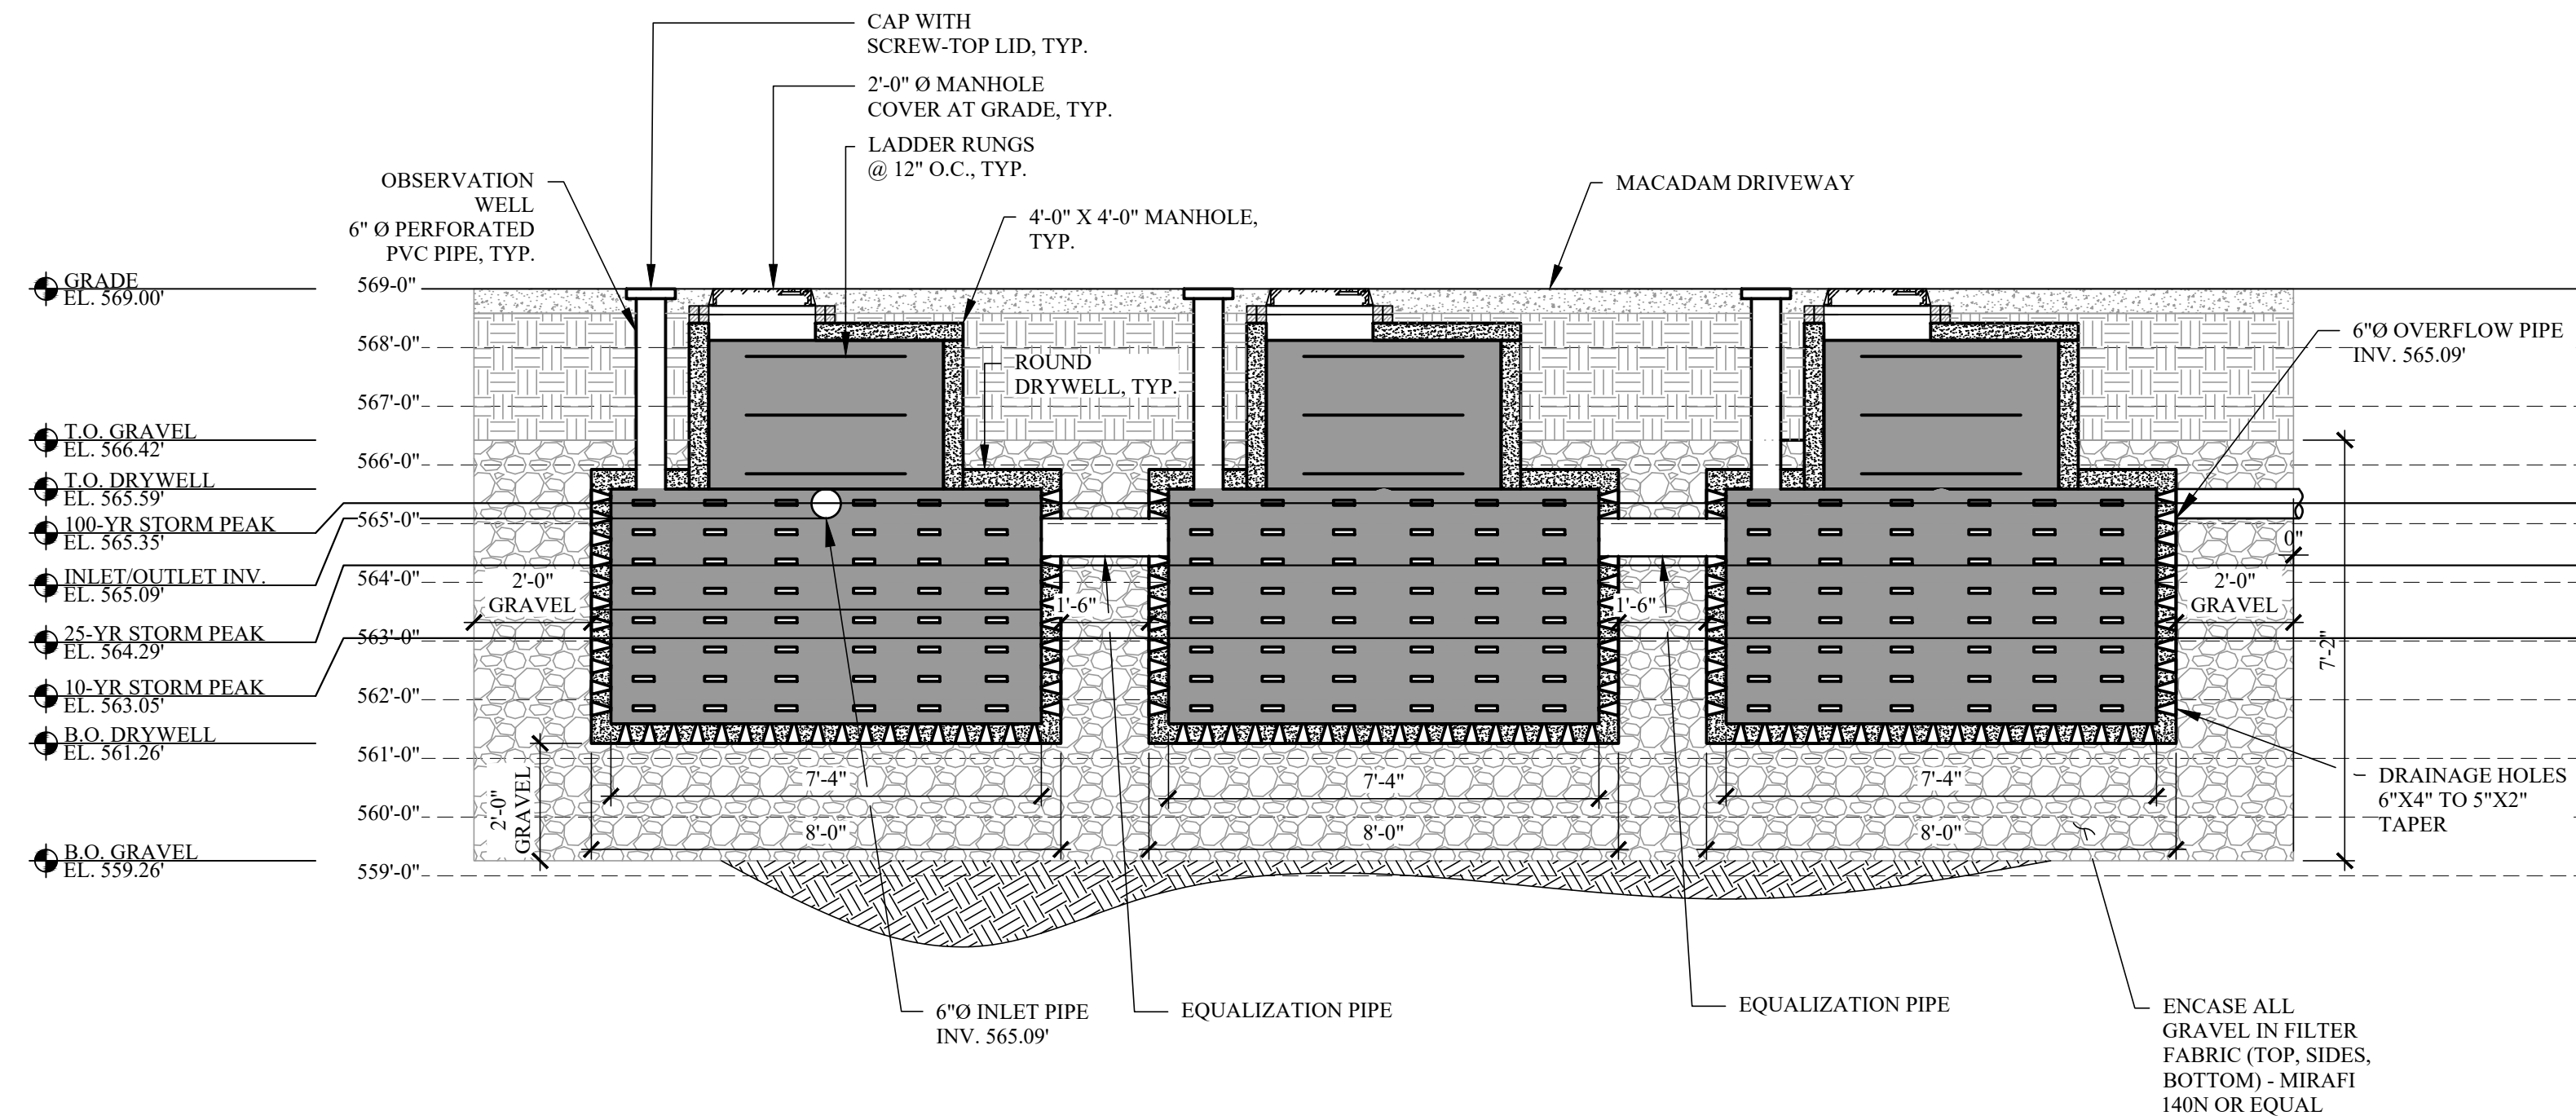 CAP WITH
SCREW-TOP LID, TYP.
2'-0" Ø MANHOLE
COVER AT GRADE, TYP.
LADDER RUNGS
@ 12" O.C., TYP.
OBSERVATION
WELL
6" Ø PERFORATED
PVC PIPE, TYP.
4'-0" X 4'-0" MANHOLE,
TYP.
MACADAM DRIVEWAY
ROUND
DRYWELL, TYP.
6"Ø OVERFLOW PIPE
INV. 565.09'
GRADE
EL. 569.00'
T.O. GRAVEL
EL. 566.42'
T.O. DRYWELL
EL. 565.59'
100-YR STORM PEAK
EL. 565.35'
INLET/OUTLET INV.
EL. 565.09'
25-YR STORM PEAK
EL. 564.29'
10-YR STORM PEAK
EL. 563.05'
B.O. DRYWELL
EL. 561.26'
B.O. GRAVEL
EL. 559.26'
569-0"
568'-0"
567'-0"
566'-0"
565'-0"
564'-0"
563'-0"
562'-0"
561'-0"
560'-0"
559'-0"
2'-0"
GRAVEL
1'-6"
1'-6"
0"
2'-0"
GRAVEL
7'-2"
2'-0"
GRAVEL
7'-4"
7'-4"
7'-4"
8'-0"
8'-0"
8'-0"
DRAINAGE HOLES
6"X4" TO 5"X2"
TAPER
6"Ø INLET PIPE
INV. 565.09'
EQUALIZATION PIPE
EQUALIZATION PIPE
ENCASE ALL
GRAVEL IN FILTER
FABRIC (TOP, SIDES,
BOTTOM) - MIRAFI
140N OR EQUAL